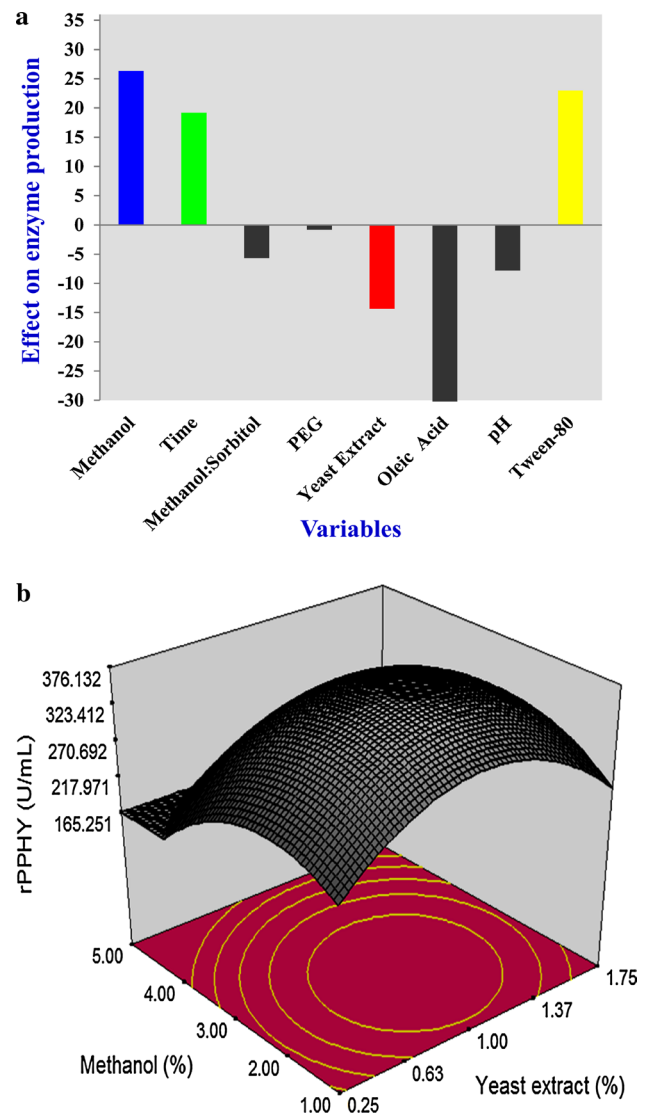 a
Effect on enzyme production
35
30
25
20
15
10
5
0
-5
-10
-15
-20
-25
-30
Methanol
Time
Methanol:Sorbitol
PEG
Yeast Extract
Oleic Acid
pH
Tween-80
Variables
b
rPPHY (U/mL)
376.132
323.412
270.692
217.971
165.251
5.00
4.00
3.00
2.00
1.00
Methanol (%)
0.25
0.63
1.00
1.37
1.75
Yeast extract (%)